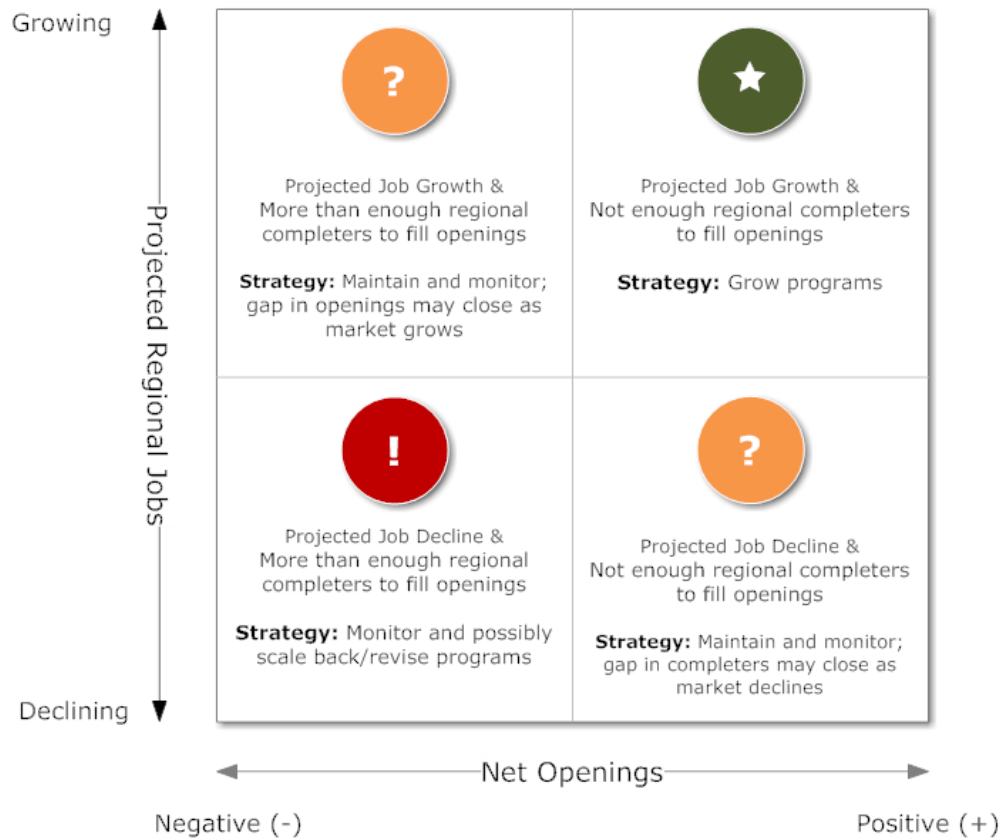 Growing
?
Projected Job Growth &
More than enough regional
completers to fill openings
Strategy: Maintain and monitor;
gap in openings may close as
market grows
Projected Job Growth &
Not enough regional completers
to fill openings
Strategy: Grow programs
Projected Regional Jobs
!
Projected Job Decline &
More than enough regional
completers to fill openings
Strategy: Monitor and possibly
scale back/revise programs
?
Projected Job Decline &
Not enough regional completers
to fill openings
Strategy: Maintain and monitor;
gap in completers may close as
market declines
Declining
Net Openings
Negative (-)
Positive (+)